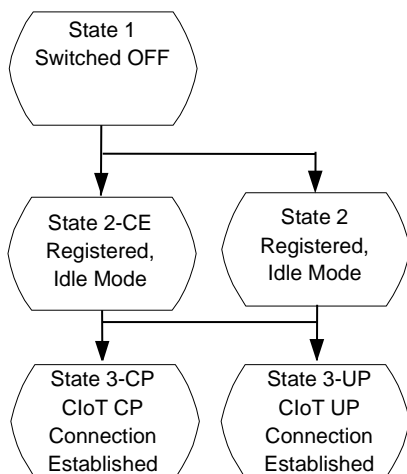 State 1
Switched OFF
State 2-CE
Registered,
Idle Mode
State 2
Registered,
Idle Mode
State 3-CP
CIoT CP
Connection
Established
State 3-UP
CIoT UP
Connection
Established